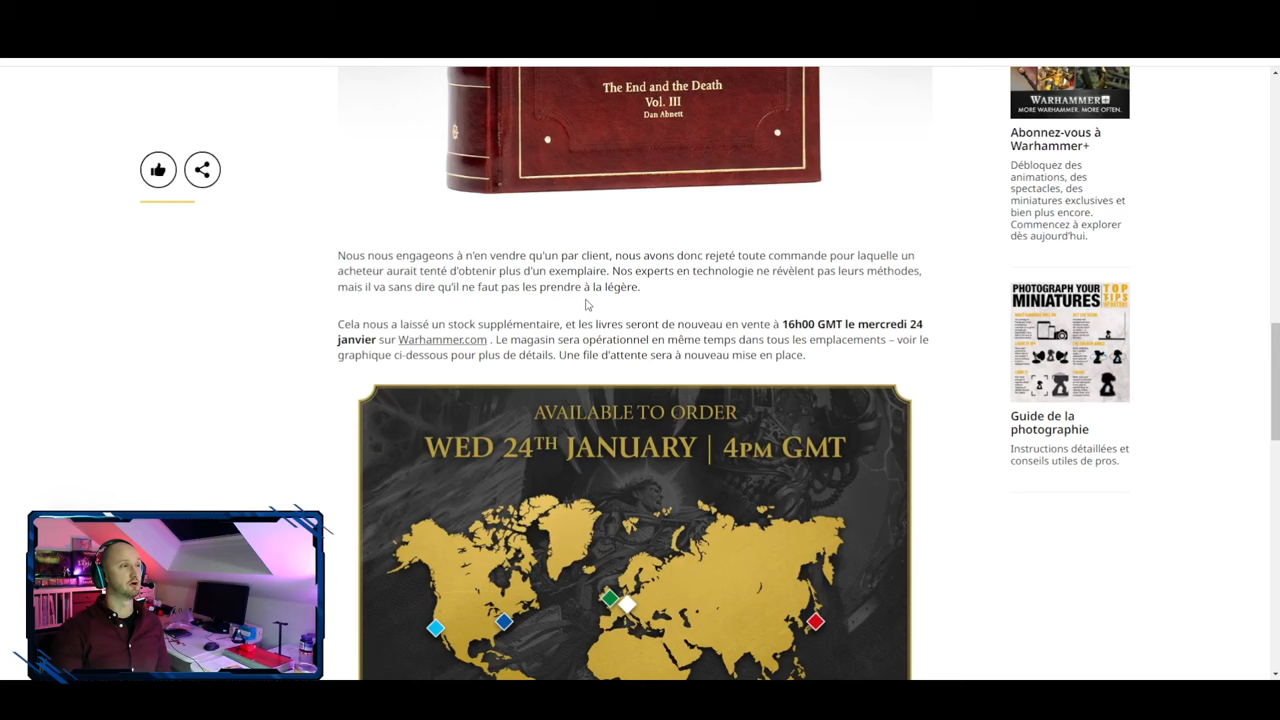 The End and the Death
Vol. III
Dan Abnett
Nous nous engageons à n'en vendre qu'un par client, nous avons donc rejeté toute commande pour laquelle un
acheteur aurait tenté d'obtenir plus d'un exemplaire. Nos experts en technologie ne révèlent pas leurs méthodes,
mais il va sans dire qu'il ne faut pas les prendre à la légère.
Cela nous a laissé un stock supplémentaire, et les livres seront de nouveau en vente à 16h00 GMT le mercredi 24
janvier sur Warhammer.com . Le magasin sera opérationnel en même temps dans tous les emplacements – voir le
graphique ci-dessous pour plus de détails. Une file d'attente sera à nouveau mise en place.
AVAILABLE TO ORDER
WED 24TH JANUARY | 4PM GMT
WARHAMMER+
MORE WARHAMMER. MORE OFTEN.
Abonnez-vous à
Warhammer+
Débloquez des
animations, des
spectacles, des
miniatures exclusives et
bien plus encore.
Commencez à explorer
dès aujourd'hui.
PHOTOGRAPH YOUR
MINIATURES
TOP
TIPS
Guide de la
photographie
Instructions détaillées et
conseils utiles de pros.